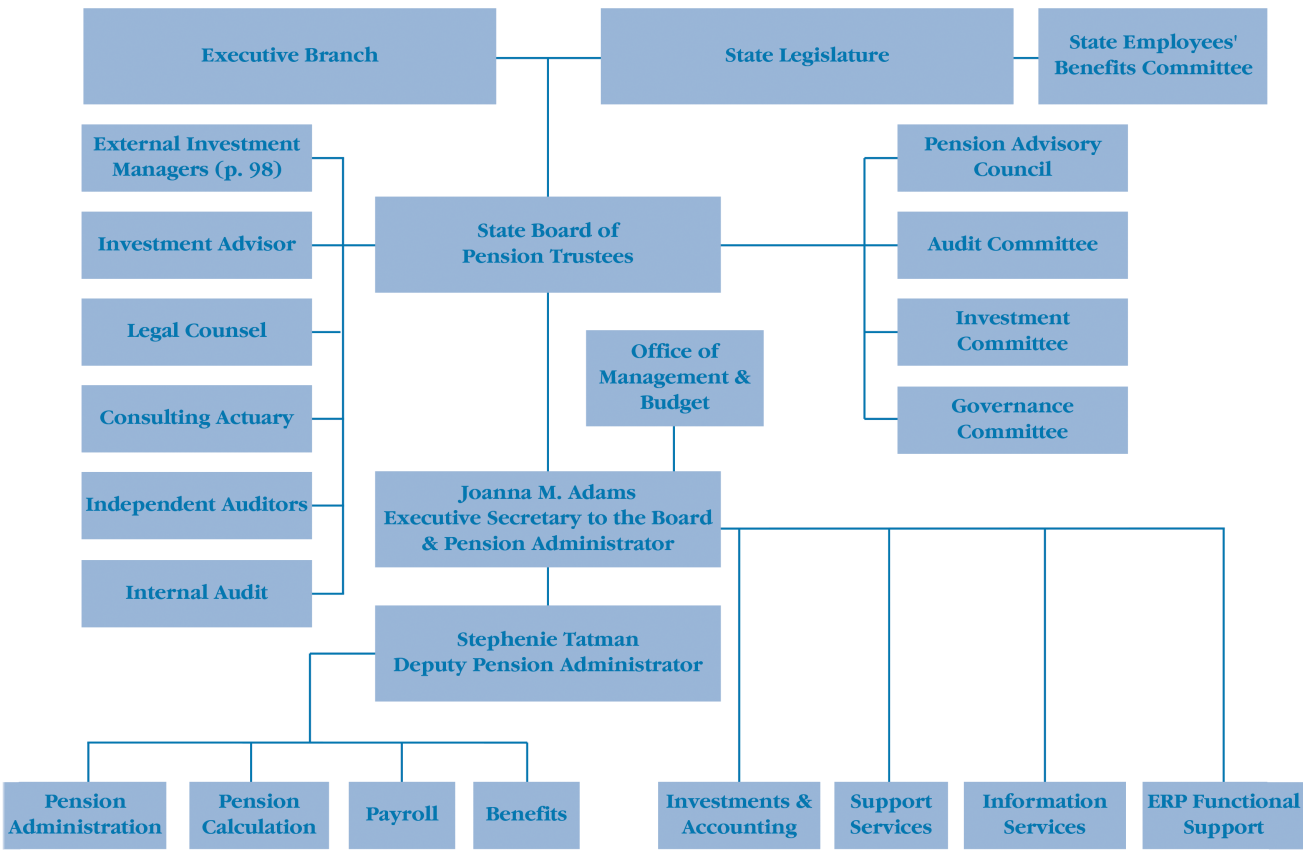 Executive Branch
State Legislature
State Employees'
Benefits Committee
External Investment
Managers (p. 98)
Investment Advisor
Legal Counsel
Consulting Actuary
Independent Auditors
Internal Audit
State Board of
Pension Trustees
Pension Advisory
Council
Audit Committee
Investment
Committee
Governance
Committee
Office of
Management &
Budget
Joanna M. Adams
Executive Secretary to the Board
& Pension Administrator
Stephenie Tatman
Deputy Pension Administrator
Pension
Administration
Pension
Calculation
Payroll
Benefits
Investments &
Accounting
Support
Services
Information
Services
ERP Functional
Support